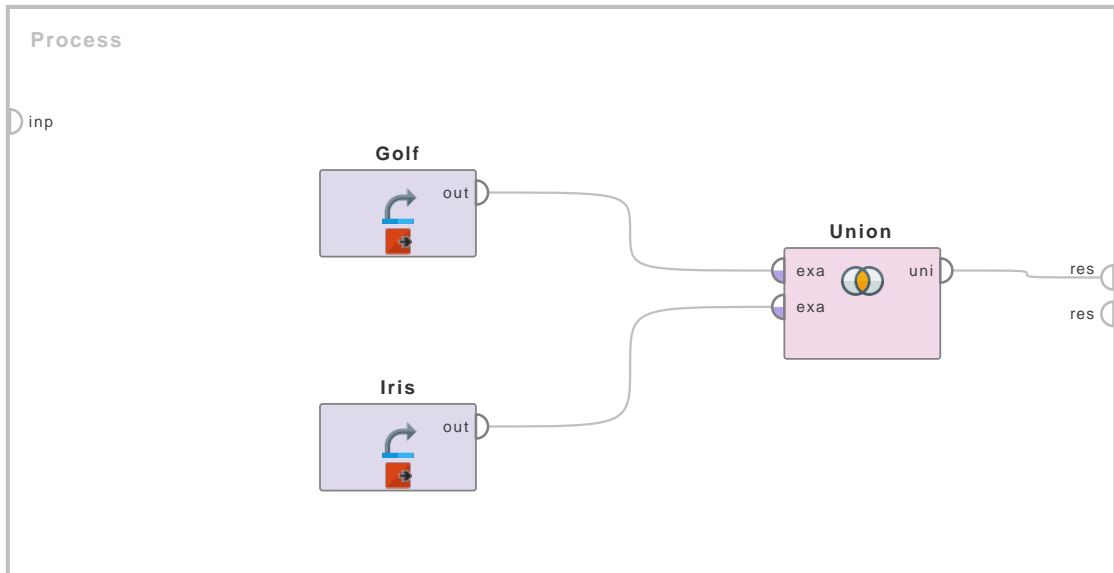 Process
inp
Golf
out
Union
exa uni
exa
res
res
Iris
out